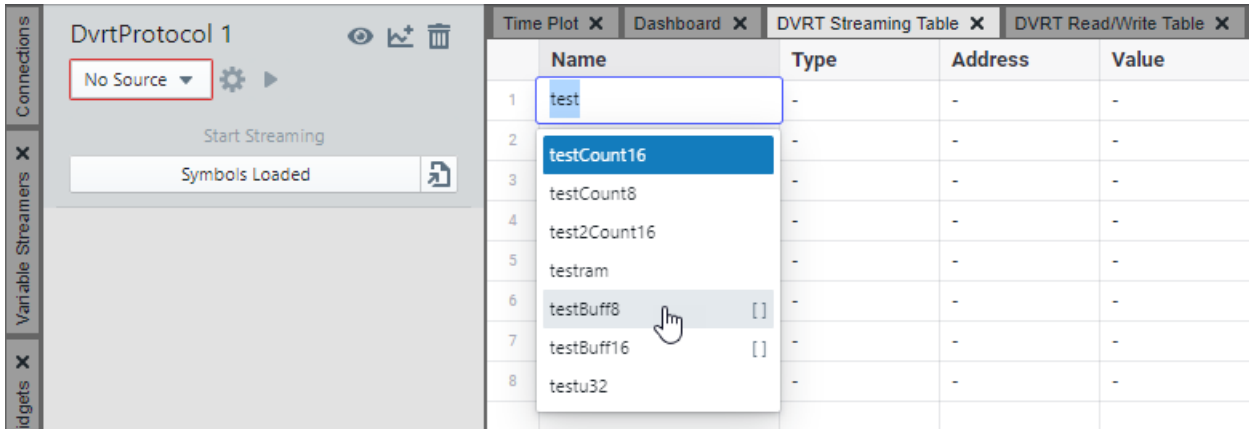 Connections
Variable Streamers
idgets
DvrtProtocol 1
No Source
Start Streaming
Symbols Loaded
Time Plot Dashboard DVRT Streaming Table DVRT Read/Write Table
Name Type Address Value
1 test - - -
2 - - -
3 - - -
4 - - -
5 - - -
6 - - -
7 - - -
8 - - -
testCount16
testCount8
test2Count16
testram
testBuff8 [ ]
testBuff16 [ ]
testu32